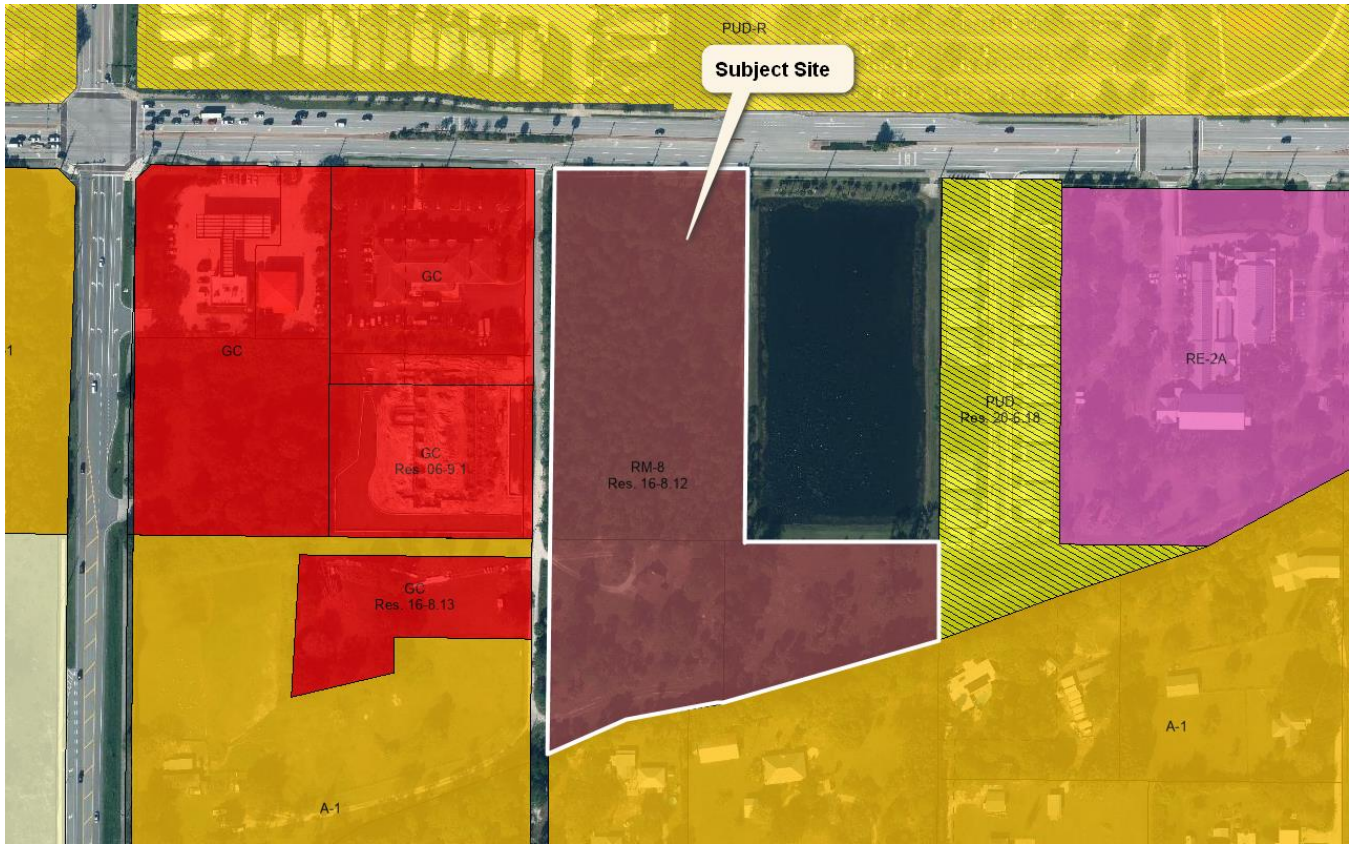 PUD-R
Subject Site
GC
GC
RE-2A
PUD
Res. 20-6.18
GC
Res. 06-9.1
RM-8
Res. 16-8.12
GC
Res. 16-8.13
A-1
A-1